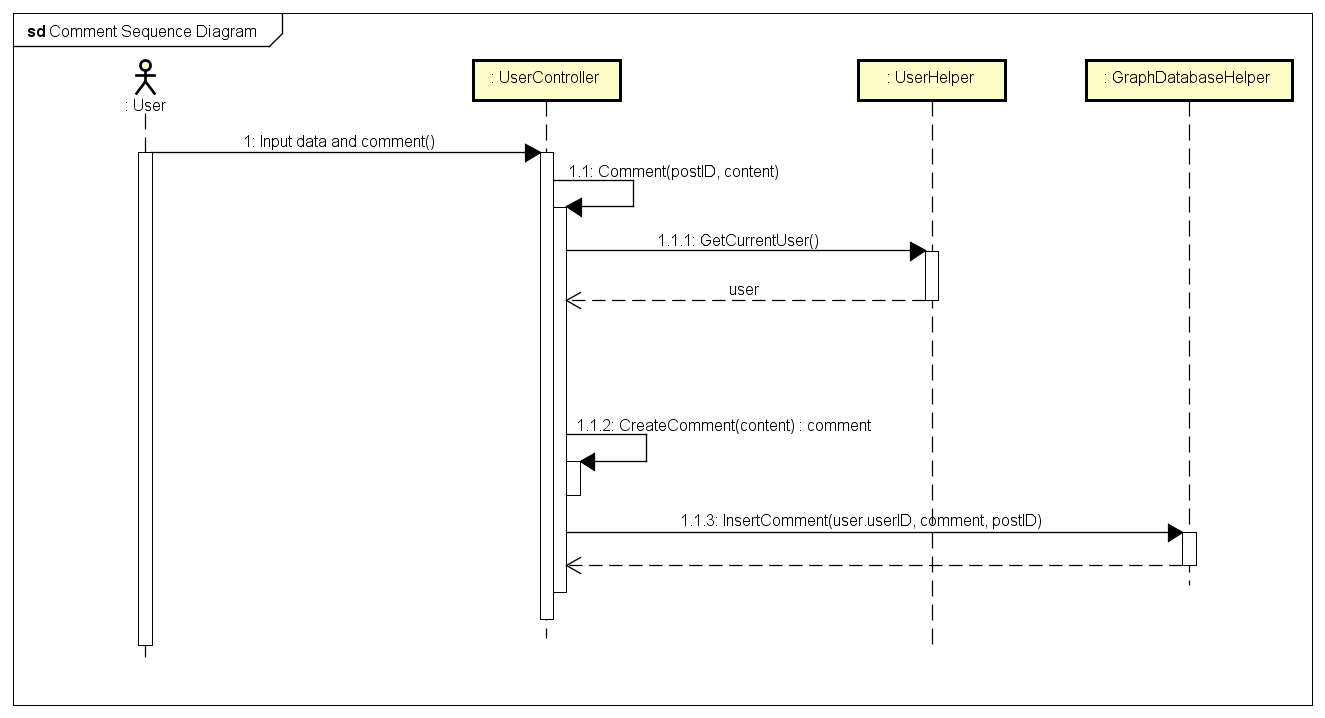 sd Comment Sequence Diagram
: User
: UserController
: UserHelper
: GraphDatabaseHelper
1: Input data and comment()
1.1: Comment(postID, content)
1.1.1: GetCurrentUser()
user
1.1.2: CreateComment(content) : comment
1.1.3: InsertComment(user.userID, comment, postID)